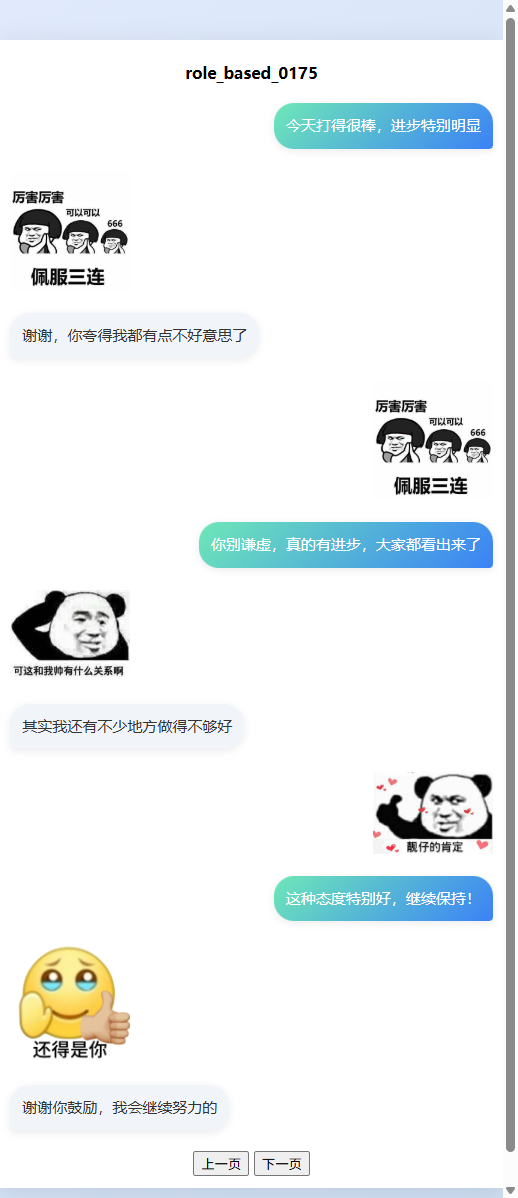 role_based_0175
今天打得很棒，进步特别明显
厉害厉害
可以可以
666
佩服三连
谢谢，你夸得我都有点不好意思了
厉害厉害
可以可以
666
佩服三连
你别谦虚，真的有进步，大家都看出来了
可这和我帅有什么关系啊
其实我还有不少地方做得不够好
靓仔的肯定
这种态度特别好，继续保持！
还得是你
谢谢你鼓励，我会继续努力的
上一页 下一页